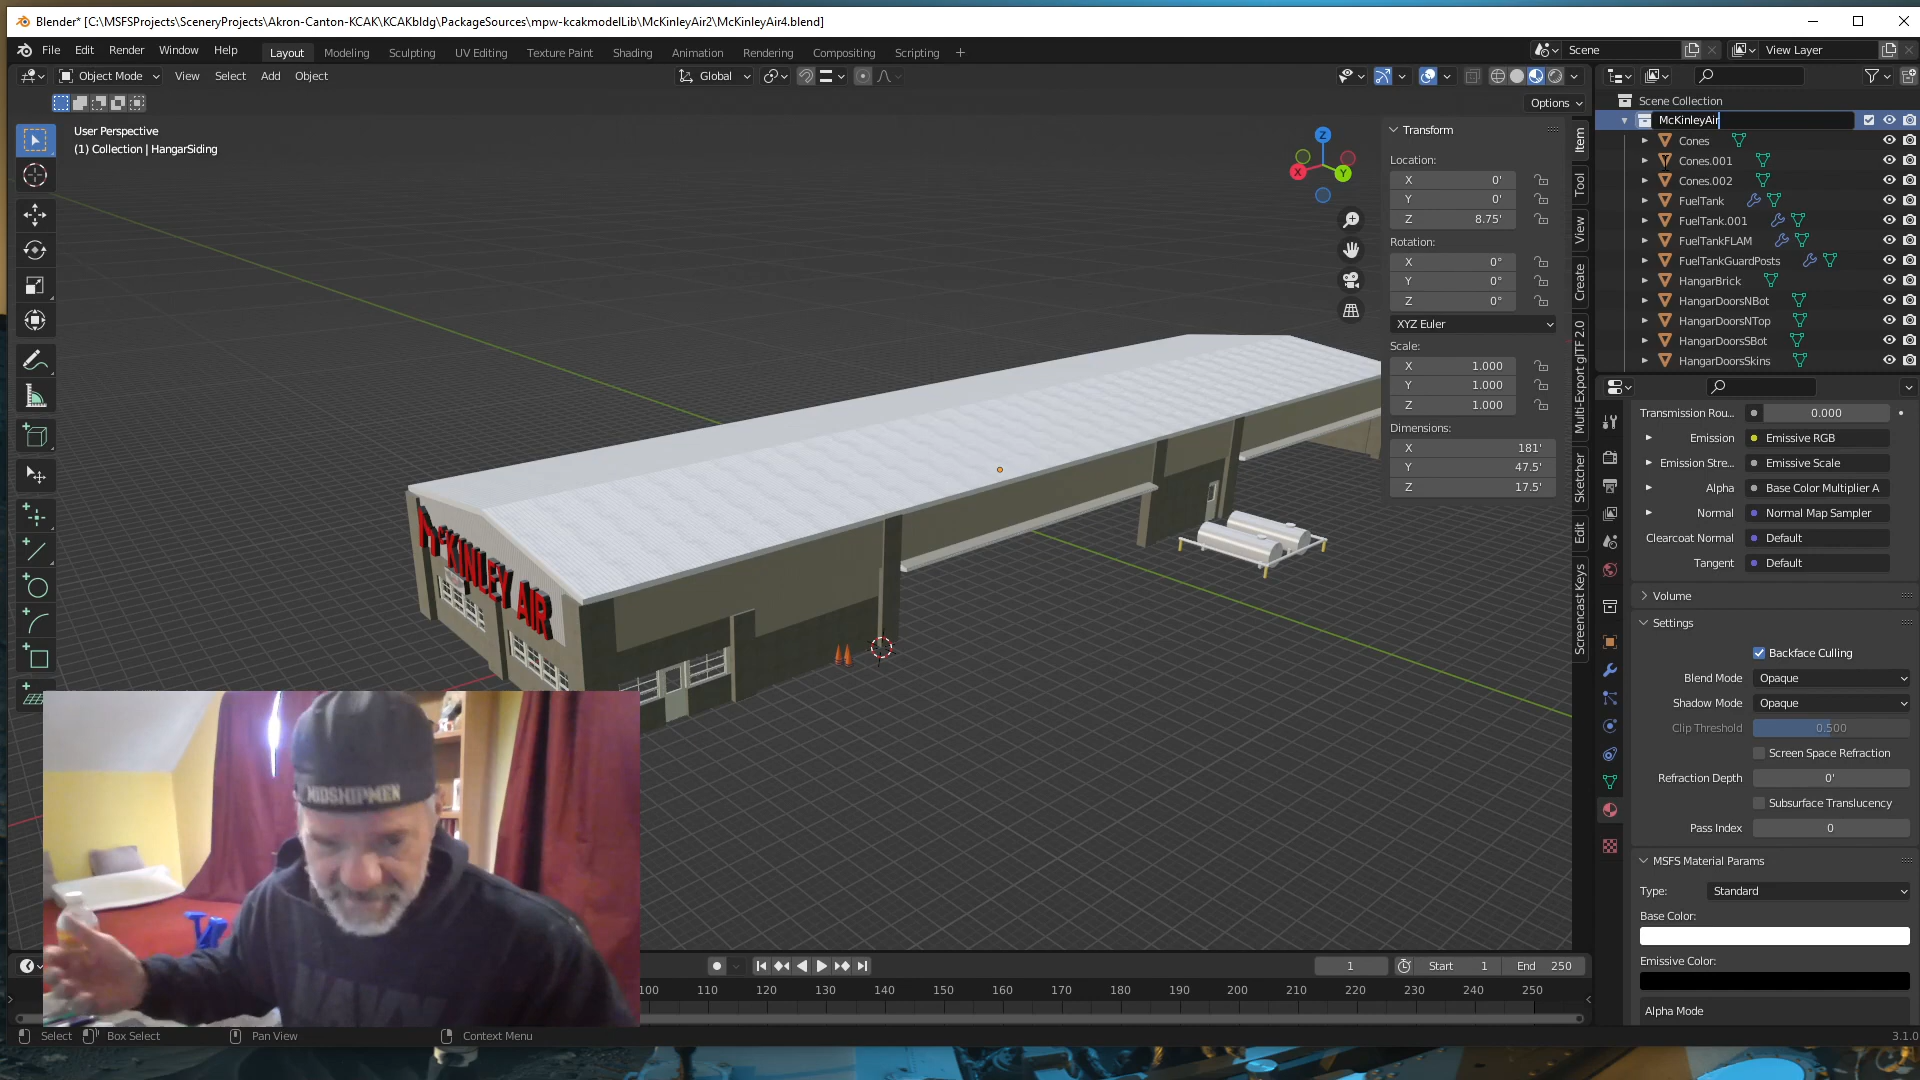 Blender* [C:\MSFSProjects\SceneryProjects\Akron-Canton-KCAK\KCAKbldg\PackageSources\mpw-kcakmodelLib\McKinleyAir2\McKinleyAir4.blend]
File Edit Render Window Help Layout Modeling Sculpting UV Editing Texture Paint Shading Animation Rendering Compositing Scripting + Scene View Layer
Object Mode View Select Add Object Global
Options
User Perspective
(1) Collection | HangarSiding
Z
X
Y
McKINLEY AIR
Transform
Location:
X 0'
Y 0'
Z 8.75'
Rotation:
X 0°
Y 0°
Z 0°
XYZ Euler
Scale:
X 1.000
Y 1.000
Z 1.000
Dimensions:
X 181'
Y 47.5'
Z 17.5'
Item
Tool
View
Create
Multi-Export glTF 2.0
Sketcher
Edit
Screencast Keys
Scene Collection
McKinleyAir
Cones
Cones.001
Cones.002
FuelTank
FuelTank.001
FuelTankFLAM
FuelTankGuardPosts
HangarBrick
HangarDoorsNBot
HangarDoorsNTop
HangarDoorsSBot
HangarDoorsSkins
Transmission Rou... 0.000
Emission Emissive RGB
Emission Stre... Emissive Scale
Alpha Base Color Multiplier A
Normal Normal Map Sampler
Clearcoat Normal Default
Tangent Default
Volume
Settings
Backface Culling
Blend Mode Opaque
Shadow Mode Opaque
Clip Threshold 0.500
Screen Space Refraction
Refraction Depth 0'
Subsurface Translucency
Pass Index 0
MSFS Material Params
Type: Standard
Base Color:
Emissive Color:
Alpha Mode
MIDSHIPMEN
1 Start 1 End 250
100 110 120 130 140 150 160 170 180 190 200 210 220 230 240 250
Select Box Select Pan View Context Menu 3.1.0